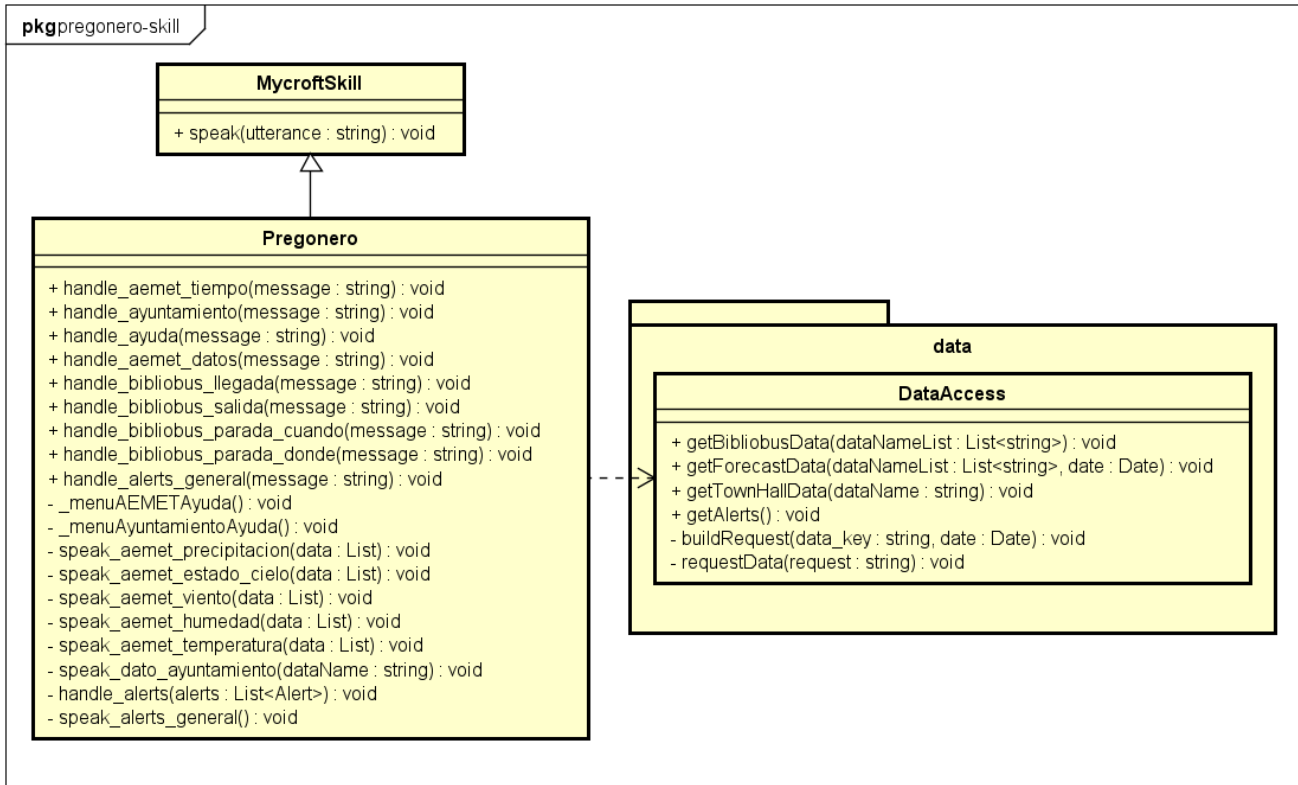 pkg pregonero-skill
MycroftSkill
+ speak(utterance : string) : void
Pregonero
+ handle_aemet_tiempo(message : string) : void
+ handle_ayuntamiento(message : string) : void
+ handle_ayuda(message : string) : void
+ handle_aemet_datos(message : string) : void
+ handle_bibliobus_llegada(message : string) : void
+ handle_bibliobus_salida(message : string) : void
+ handle_bibliobus_parada_cuando(message : string) : void
+ handle_bibliobus_parada_donde(message : string) : void
+ handle_alerts_general(message : string) : void
- _menuAEMETAyuda() : void
- _menuAyuntamientoAyuda() : void
- speak_aemet_precipitacion(data : List) : void
- speak_aemet_estado_cielo(data : List) : void
- speak_aemet_viento(data : List) : void
- speak_aemet_humedad(data : List) : void
- speak_aemet_temperatura(data : List) : void
- speak_dato_ayuntamiento(dataName : string) : void
- handle_alerts(alerts : List<Alert>) : void
- speak_alerts_general() : void
data
DataAccess
+ getBibliobusData(dataNameList : List<string>) : void
+ getForecastData(dataNameList : List<string>, date : Date) : void
+ getTownHallData(dataName : string) : void
+ getAlerts() : void
- buildRequest(data_key : string, date : Date) : void
- requestData(request : string) : void